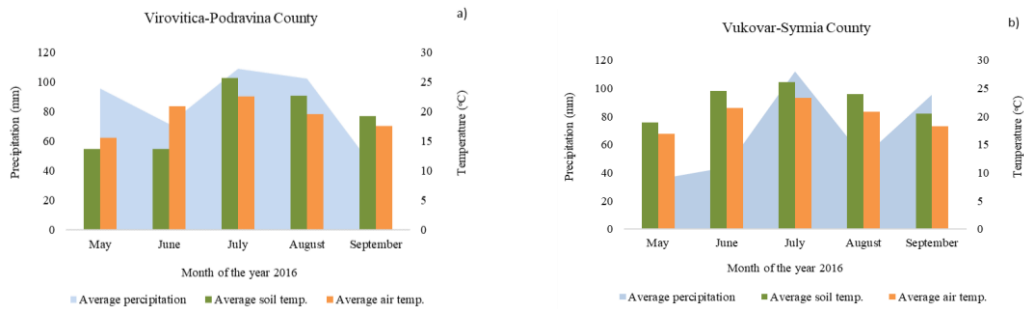 a)
Virovitica-Podravina County
120
100
80
60
40
20
0
Precipitation (mm)
30
25
20
15
10
5
0
Temperature (°C)
May June July August September
Month of the year 2016
Average percipitation Average soil temp. Average air temp.
b)
Vukovar-Syrmia County
120
100
80
60
40
20
0
Precipitation (mm)
30
25
20
15
10
5
0
Temperature (°C)
May June July August September
Month of the year 2016
Average percipitation Average soil temp. Average air temp.